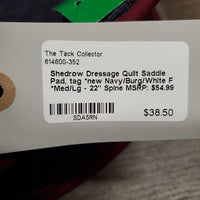 The Tack Collector
614600-352
Shedrow Dressage Quilt Saddle
Pad, tag *new Navy/Burg/White F
*Med/Lg - 22" Spine MSRP: $54.99
SDA5RN
$38.50